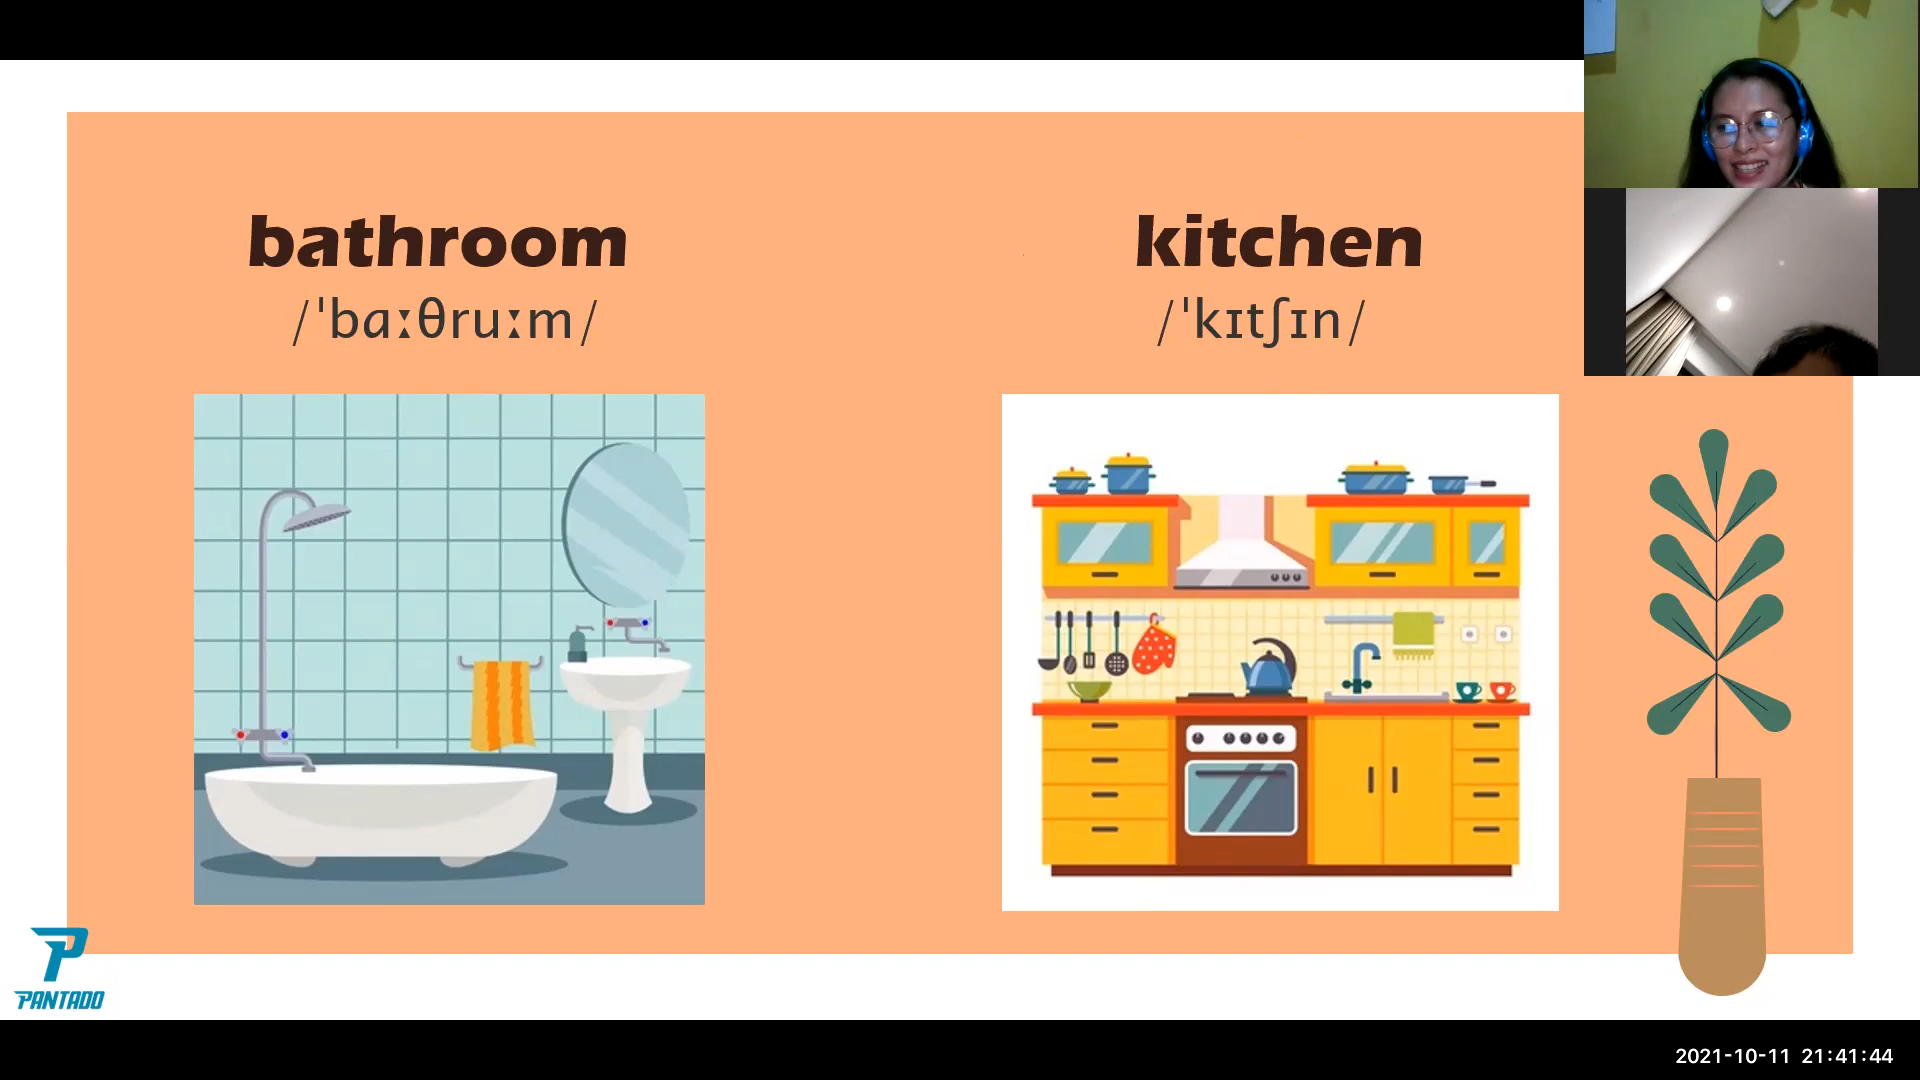 bathroom
/ˈbɑːθruːm/
kitchen
/ˈkɪtʃɪn/
PANTADO
2021-10-11 21:41:44